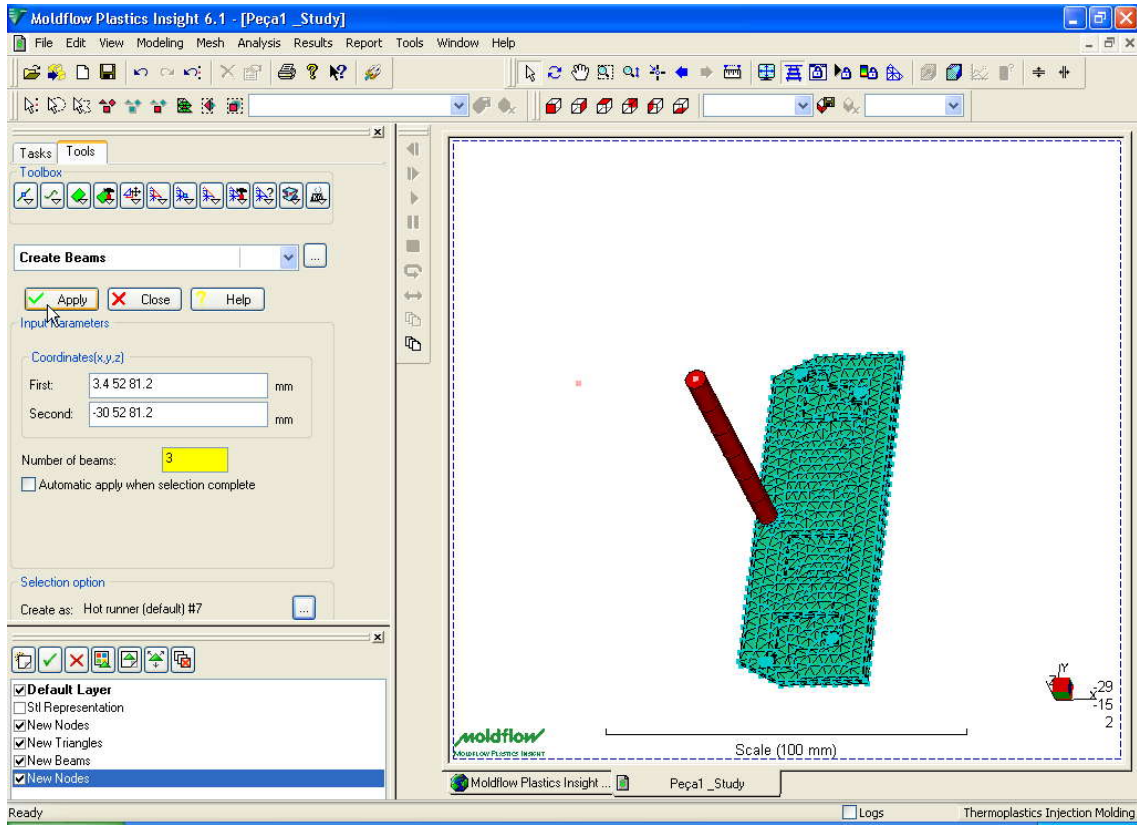 Moldflow Plastics Insight 6.1 - [Peça1 _Study]
File Edit View Modeling Mesh Analysis Results Report Tools Window Help
Tasks Tools
Toolbox
Create Beams
...
Apply Close ? Help
Input Parameters
Coordinates(x,y,z)
First: 3.4 52 81.2 mm
Second: -30 52 81.2 mm
Number of beams: 3
Automatic apply when selection complete
Selection option
Create as: Hot runner (default) #7 ...
Default Layer
Stl Representation
New Nodes
New Triangles
New Beams
New Nodes
moldflow
MOLDFLOW PLASTICS INSIGHT
Scale (100 mm)
Y
X
-29
-15
2
Moldflow Plastics Insight ... Peça1 _Study
Ready Logs Thermoplastics Injection Molding